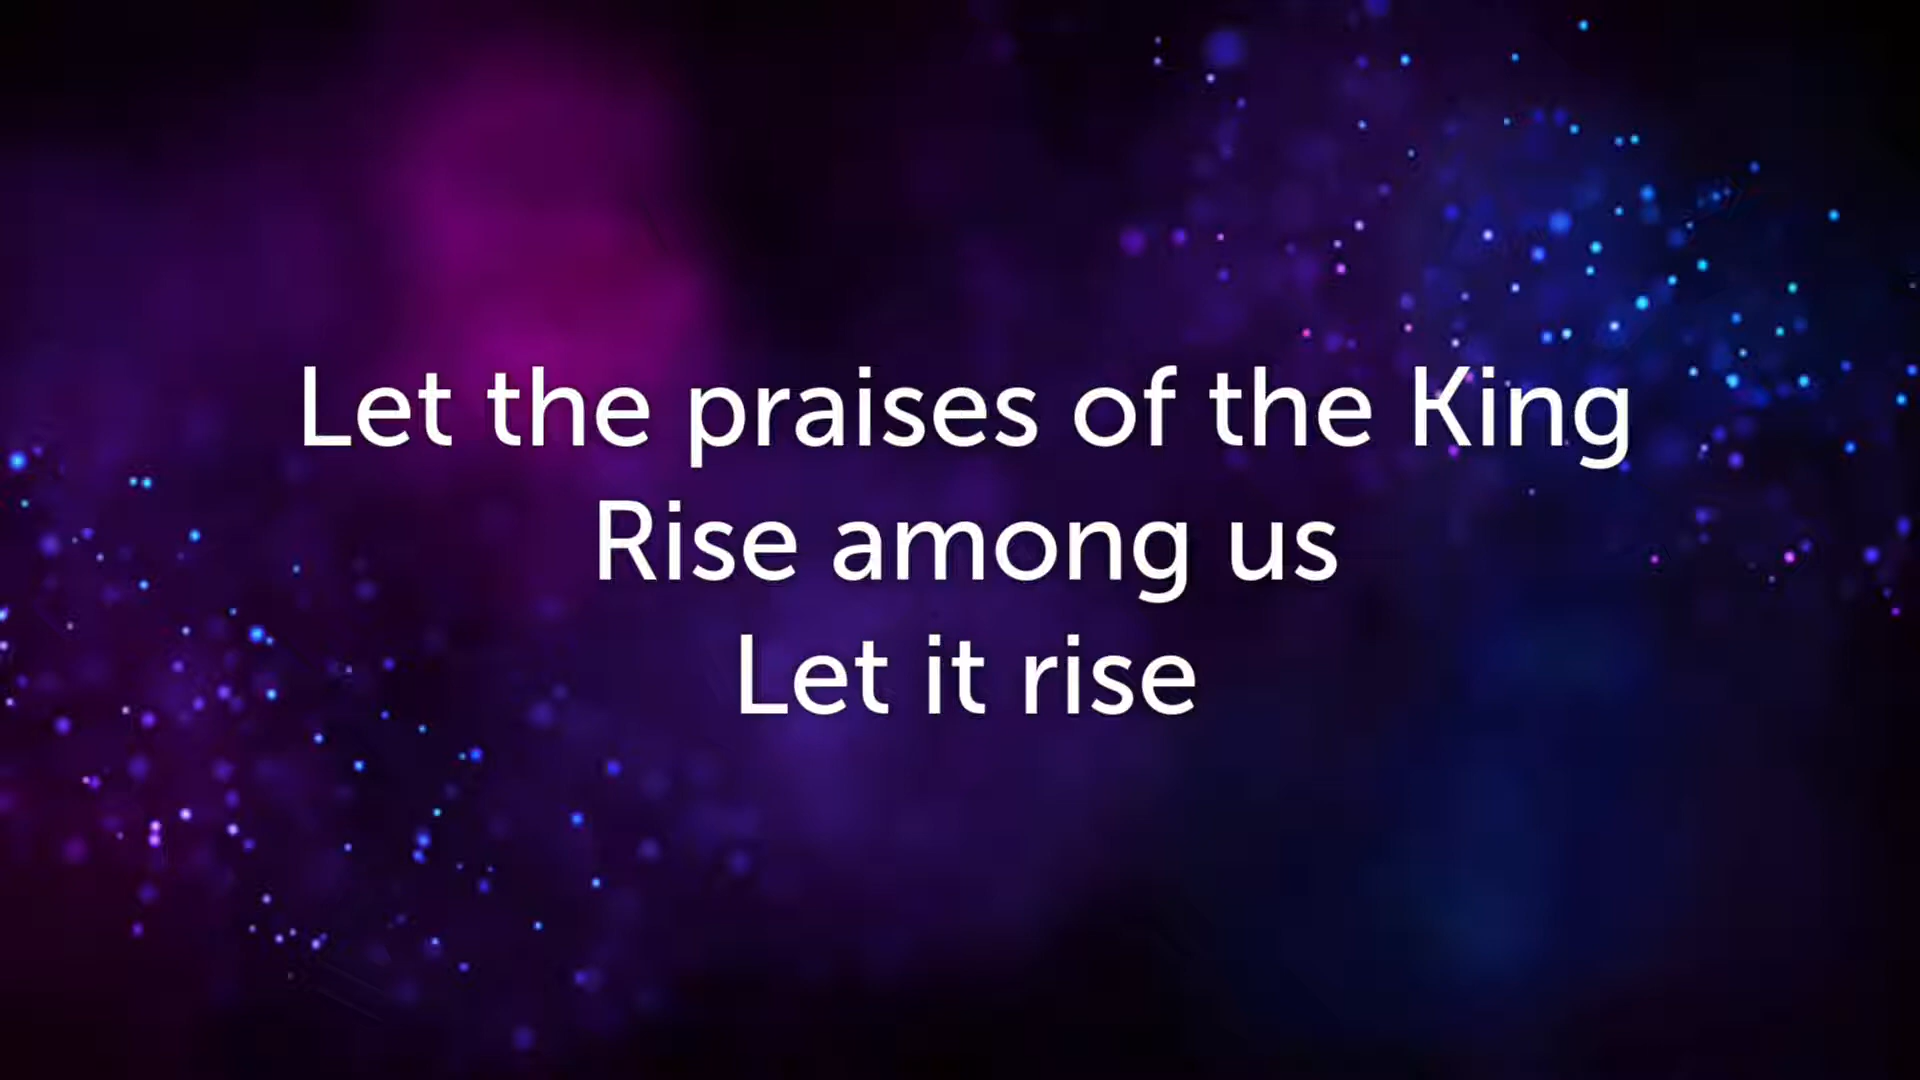 Let the praises of the King
Rise among us
Let it rise